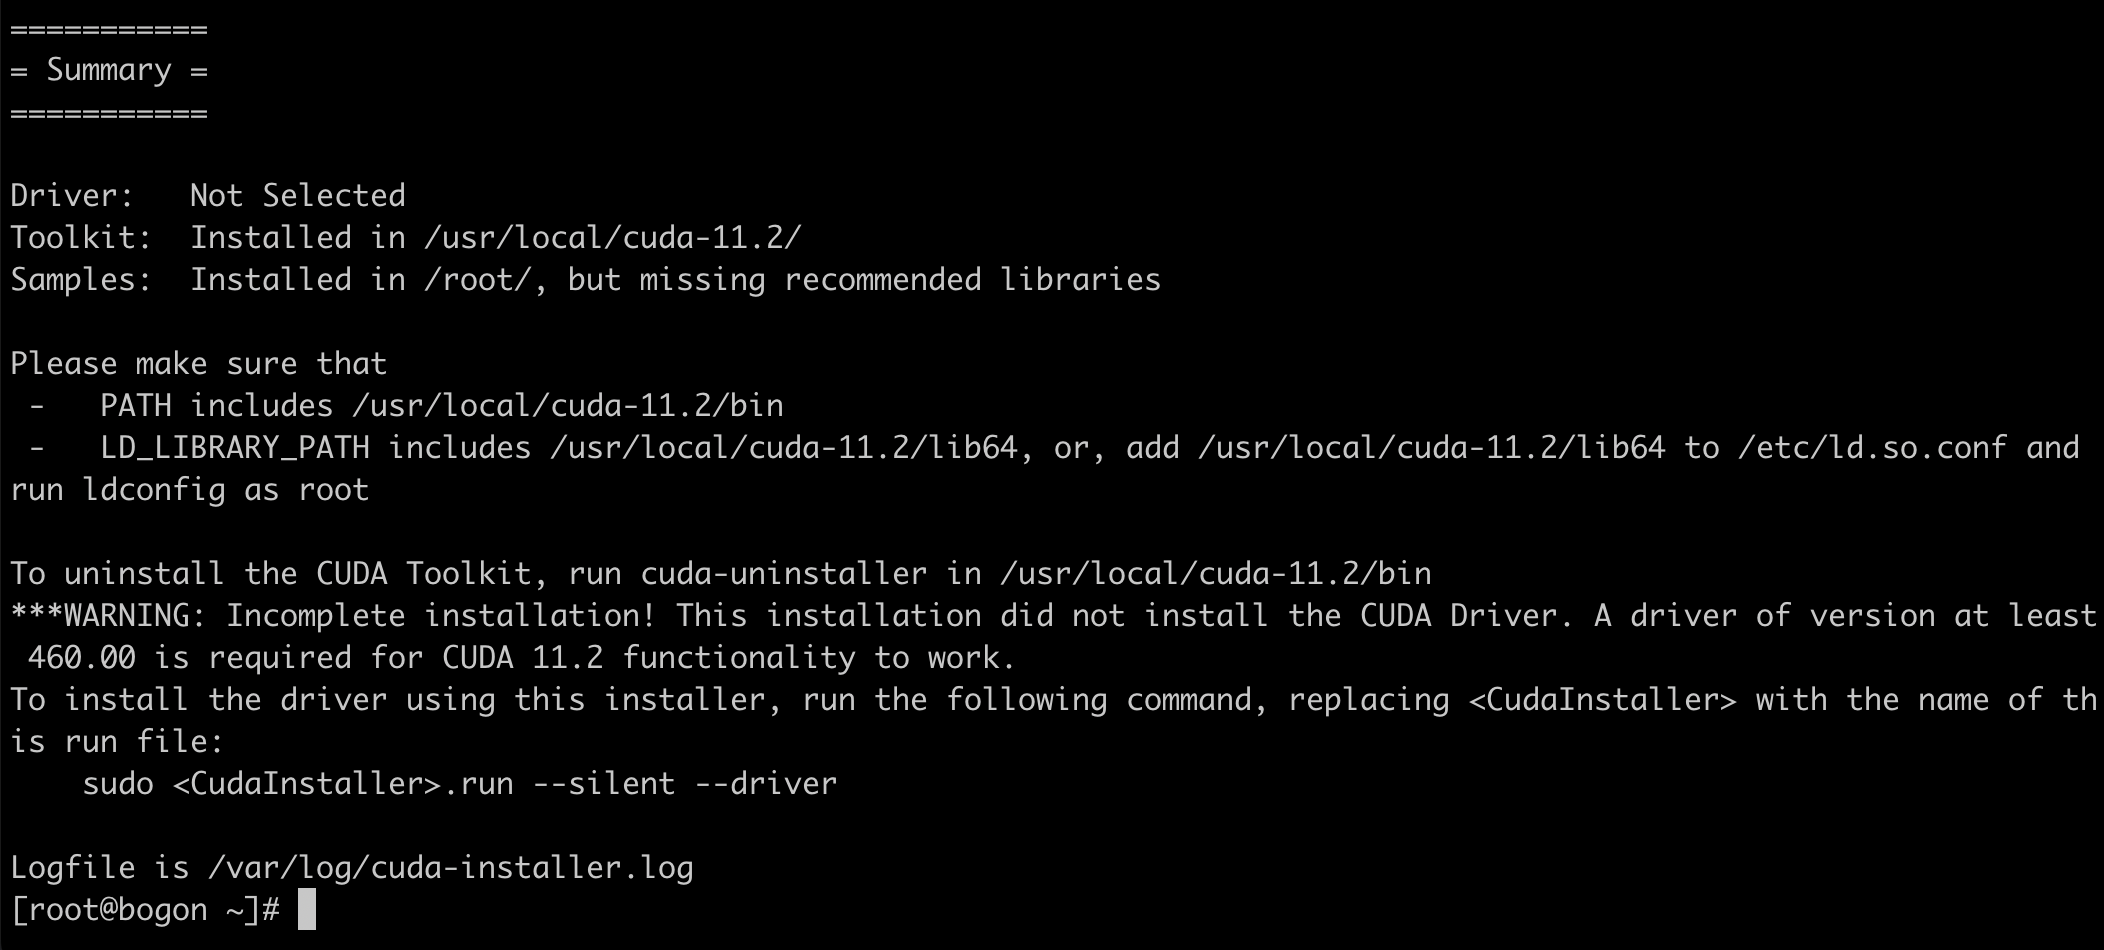 ===========
= Summary =
===========
Driver:   Not Selected
Toolkit:  Installed in /usr/local/cuda-11.2/
Samples:  Installed in /root/, but missing recommended libraries
Please make sure that
 -   PATH includes /usr/local/cuda-11.2/bin
 -   LD_LIBRARY_PATH includes /usr/local/cuda-11.2/lib64, or, add /usr/local/cuda-11.2/lib64 to /etc/ld.so.conf and
run ldconfig as root
To uninstall the CUDA Toolkit, run cuda-uninstaller in /usr/local/cuda-11.2/bin
***WARNING: Incomplete installation! This installation did not install the CUDA Driver. A driver of version at least
 460.00 is required for CUDA 11.2 functionality to work.
To install the driver using this installer, run the following command, replacing <CudaInstaller> with the name of th
is run file:
    sudo <CudaInstaller>.run --silent --driver
Logfile is /var/log/cuda-installer.log
[root@bogon ~]#